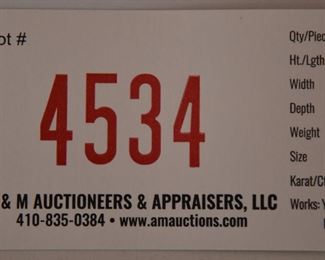 ot #
4534
& M AUCTIONEERS & APPRAISERS, LLC
410-835-0384 • www.amauctions.com
Qty/Piec
Ht./Lgth
Width
Depth
Weight
Size
Karat/Ct
Works: Y